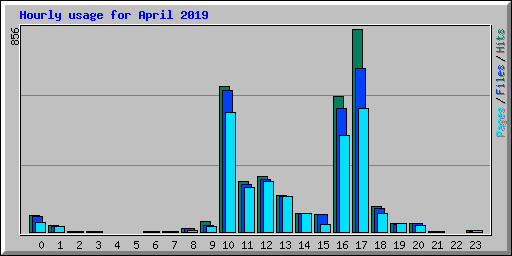 Hourly usage for April 2019
856
Pages/Files/Hits
0 1 2 3 4 5 6 7 8 9 10 11 12 13 14 15 16 17 18 19 20 21 22 23